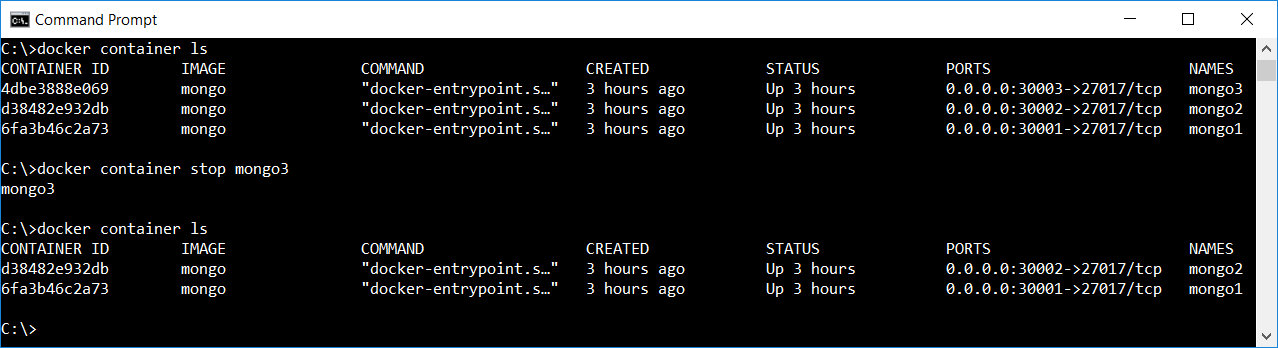 Command Prompt
C:\>docker container ls
CONTAINER ID        IMAGE               COMMAND                  CREATED             STATUS              PORTS                      NAMES
4dbe3888e069        mongo               "docker-entrypoint.s…"   3 hours ago         Up 3 hours          0.0.0.0:30003->27017/tcp   mongo3
d38482e932db        mongo               "docker-entrypoint.s…"   3 hours ago         Up 3 hours          0.0.0.0:30002->27017/tcp   mongo2
6fa3b46c2a73        mongo               "docker-entrypoint.s…"   3 hours ago         Up 3 hours          0.0.0.0:30001->27017/tcp   mongo1
C:\>docker container stop mongo3
mongo3
C:\>docker container ls
CONTAINER ID        IMAGE               COMMAND                  CREATED             STATUS              PORTS                      NAMES
d38482e932db        mongo               "docker-entrypoint.s…"   3 hours ago         Up 3 hours          0.0.0.0:30002->27017/tcp   mongo2
6fa3b46c2a73        mongo               "docker-entrypoint.s…"   3 hours ago         Up 3 hours          0.0.0.0:30001->27017/tcp   mongo1
C:\>